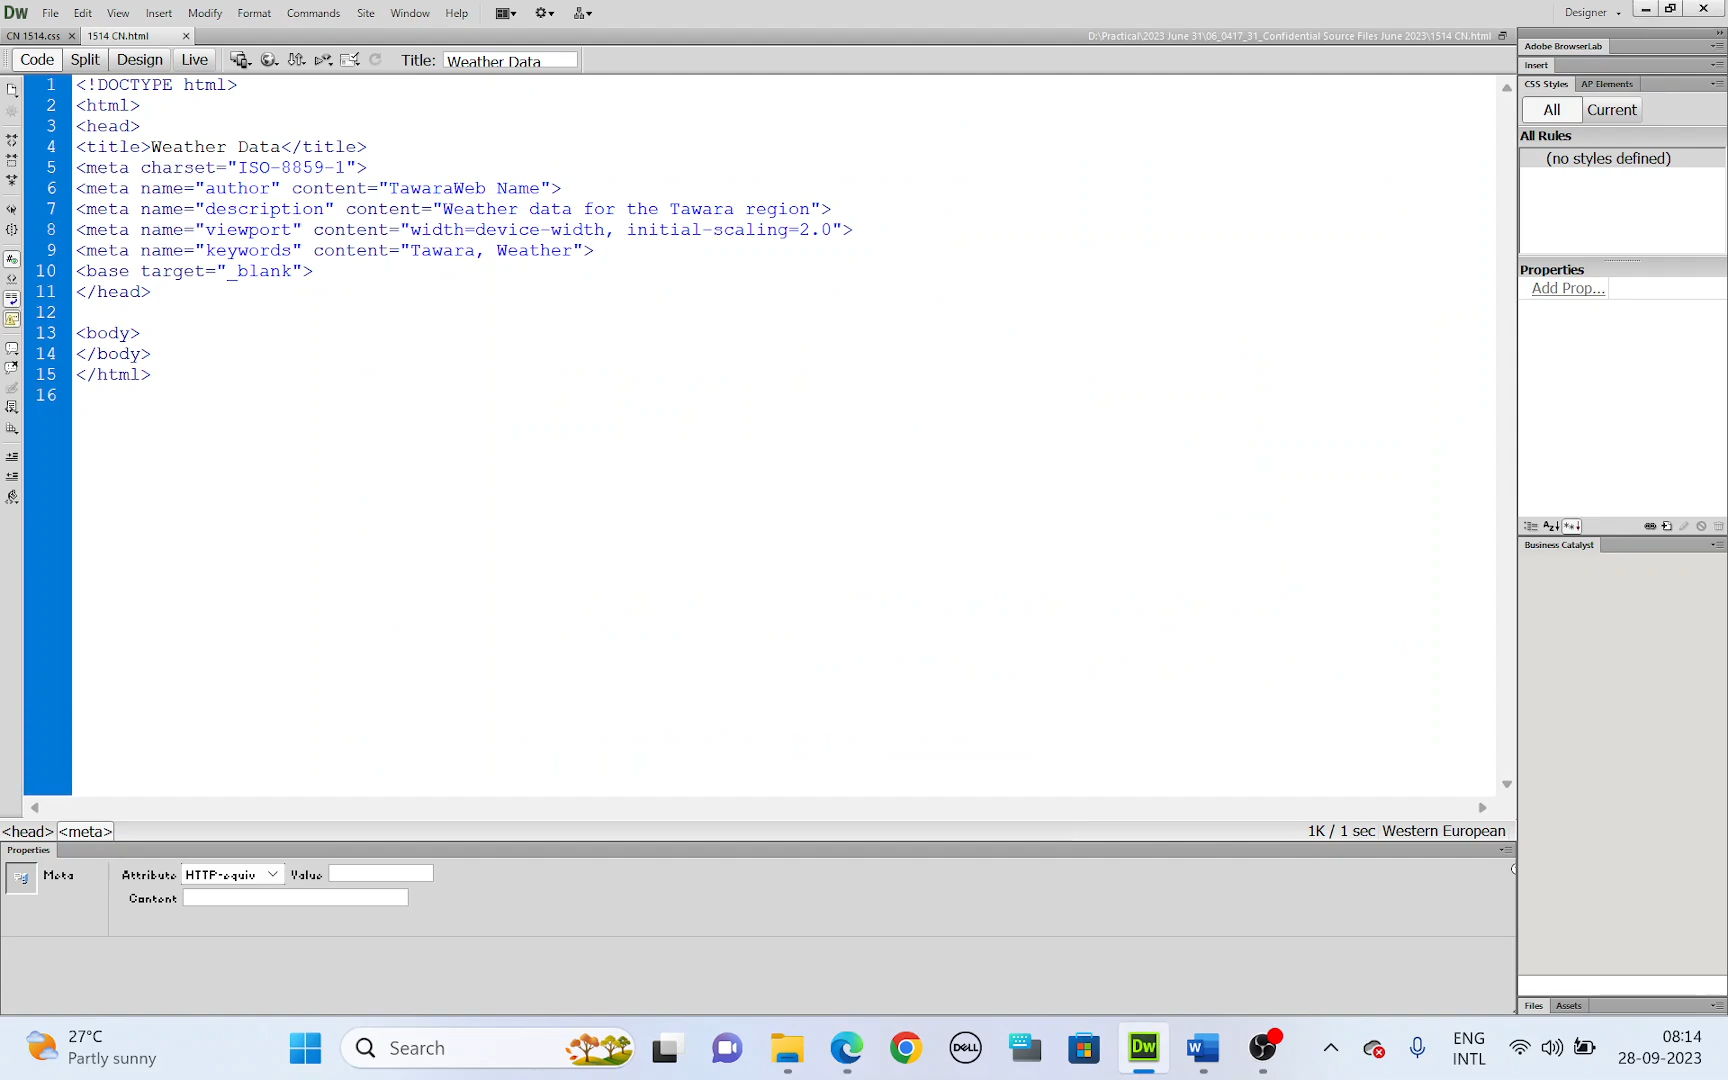 Dw File Edit View Insert Modify Format Commands Site Window Help Designer
CN 1514.css 1514 CN.html D:\Practical\2023 June 31\06_0417_31_Confidential Source Files June 2023\1514 CN.html
Code Split Design Live Title: Weather Data
1 <!DOCTYPE html>
2 <html>
3 <head>
4 <title>Weather Data</title>
5 <meta charset="ISO-8859-1">
6 <meta name="author" content="TawaraWeb Name">
7 <meta name="description" content="Weather data for the Tawara region">
8 <meta name="viewport" content="width=device-width, initial-scaling=2.0">
9 <meta name="keywords" content="Tawara, Weather">
10 <base target="_blank">
11 </head>
12
13 <body>
14 </body>
15 </html>
16
<head> <meta> 1K / 1 sec Western European
Properties
Meta Attribute HTTP-equiv Value
Content
Adobe BrowserLab
Insert
CSS Styles AP Elements
All Current
All Rules
(no styles defined)
Properties
Add Prop...
Business Catalyst
Files Assets
27°C
Partly sunny
Search
DELL
Dw
W
ENG
INTL
08:14
28-09-2023